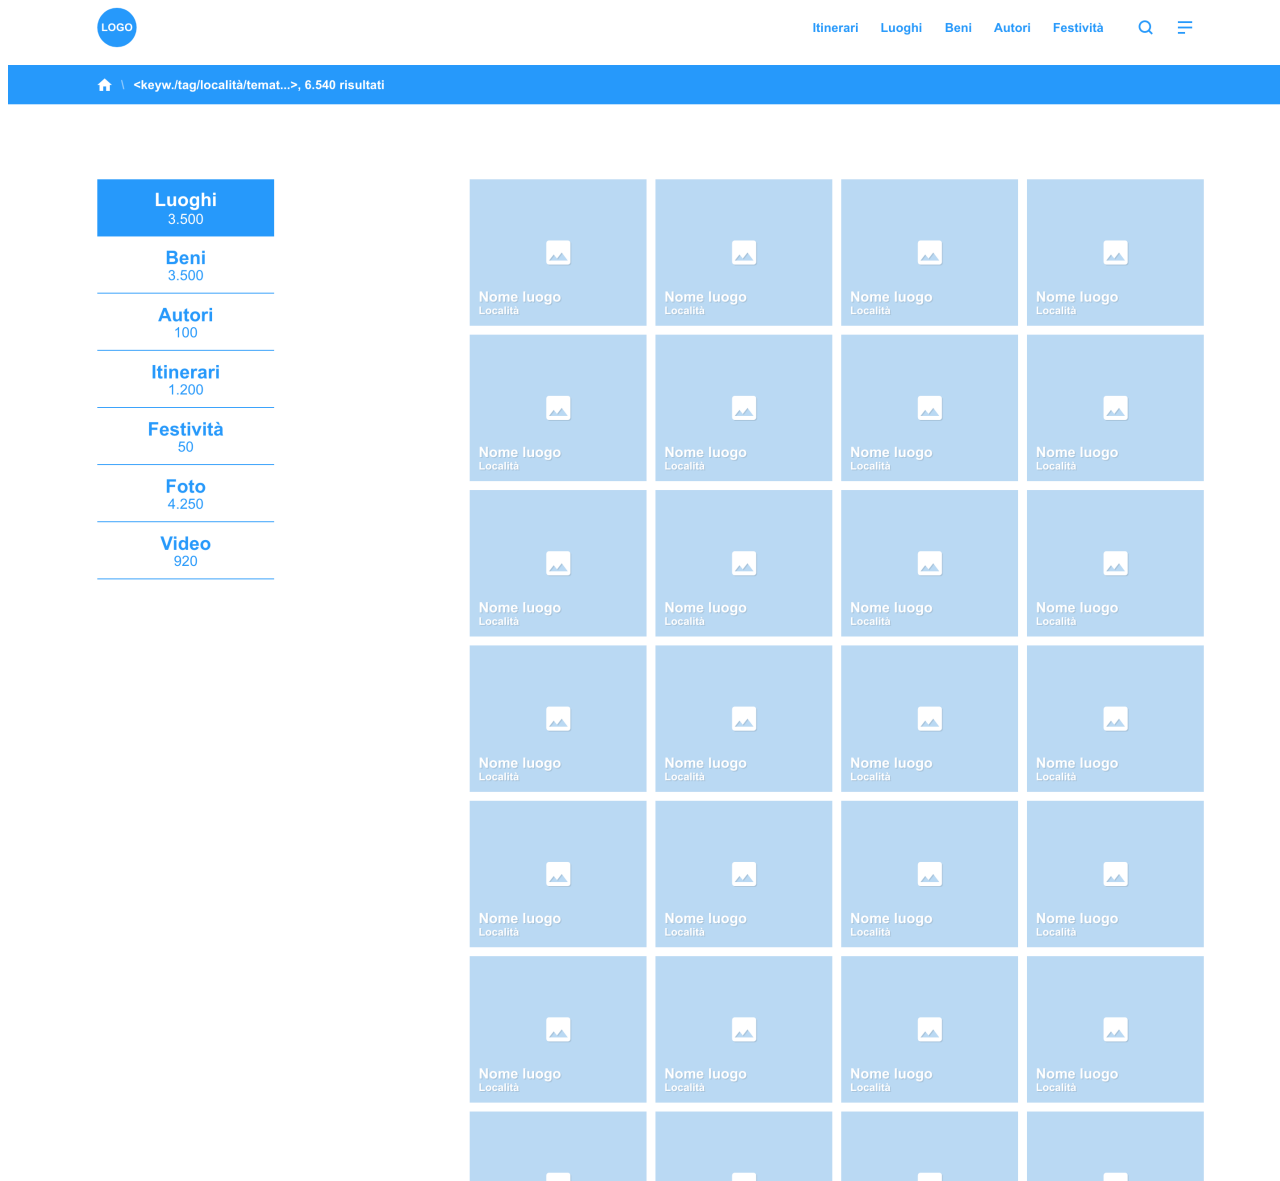 LOGO
Itinerari Luoghi Beni Autori Festività
\ <keyw./tag/località/temat...>, 6.540 risultati
Luoghi
3.500
Beni
3.500
Autori
100
Itinerari
1.200
Festività
50
Foto
4.250
Video
920
Nome luogo Nome luogo Nome luogo Nome luogo
Località Località Località Località
Nome luogo Nome luogo Nome luogo Nome luogo
Località Località Località Località
Nome luogo Nome luogo Nome luogo Nome luogo
Località Località Località Località
Nome luogo Nome luogo Nome luogo Nome luogo
Località Località Località Località
Nome luogo Nome luogo Nome luogo Nome luogo
Località Località Località Località
Nome luogo Nome luogo Nome luogo Nome luogo
Località Località Località Località